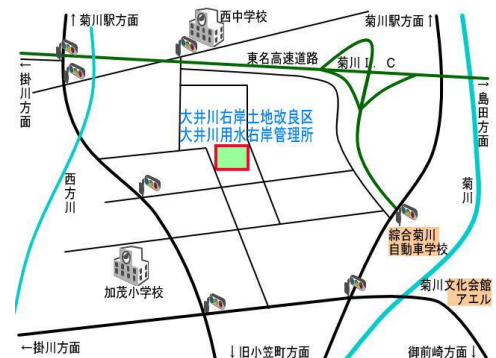 ↑菊川駅方面
西中学校
菊川駅方面↑
東名高速道路
菊川I.C
←掛川方面
→島田方面
大井川右岸土地改良区
大井川用水右岸管理所
西方川
菊川
綜合菊川
自動車学校
加茂小学校
菊川文化会館
アエル
←掛川方面
↓旧小笠町方面
御前崎方面↓